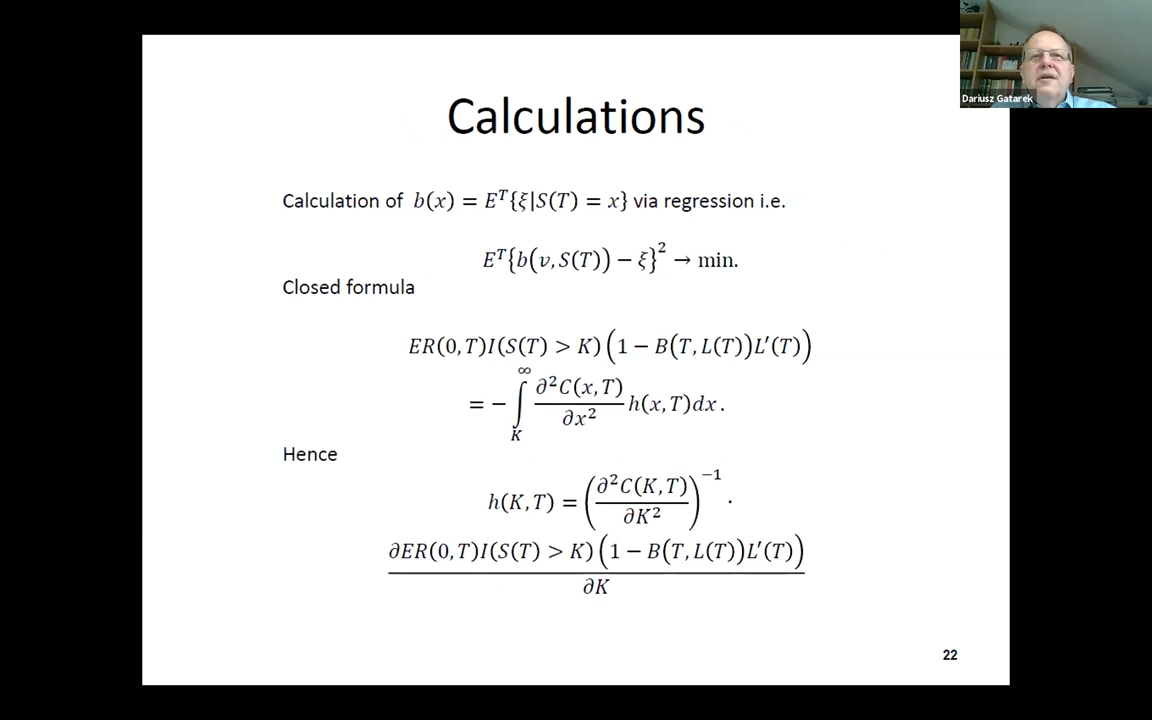 Dariusz Gatarek
Calculations
Calculation of b(x) = E^T{ξ|S(T) = x} via regression i.e.
E^T{b(v, S(T)) − ξ}^2 → min.
Closed formula
ER(0, T)I(S(T) > K)(1 − B(T, L(T))L′(T))
= − ∫_K^∞ ∂²C(x, T)/∂x² h(x, T)dx .
Hence
h(K, T) = (∂²C(K, T)/∂K²)^−1 ·
∂ER(0, T)I(S(T) > K)(1 − B(T, L(T))L′(T))
∂K
22